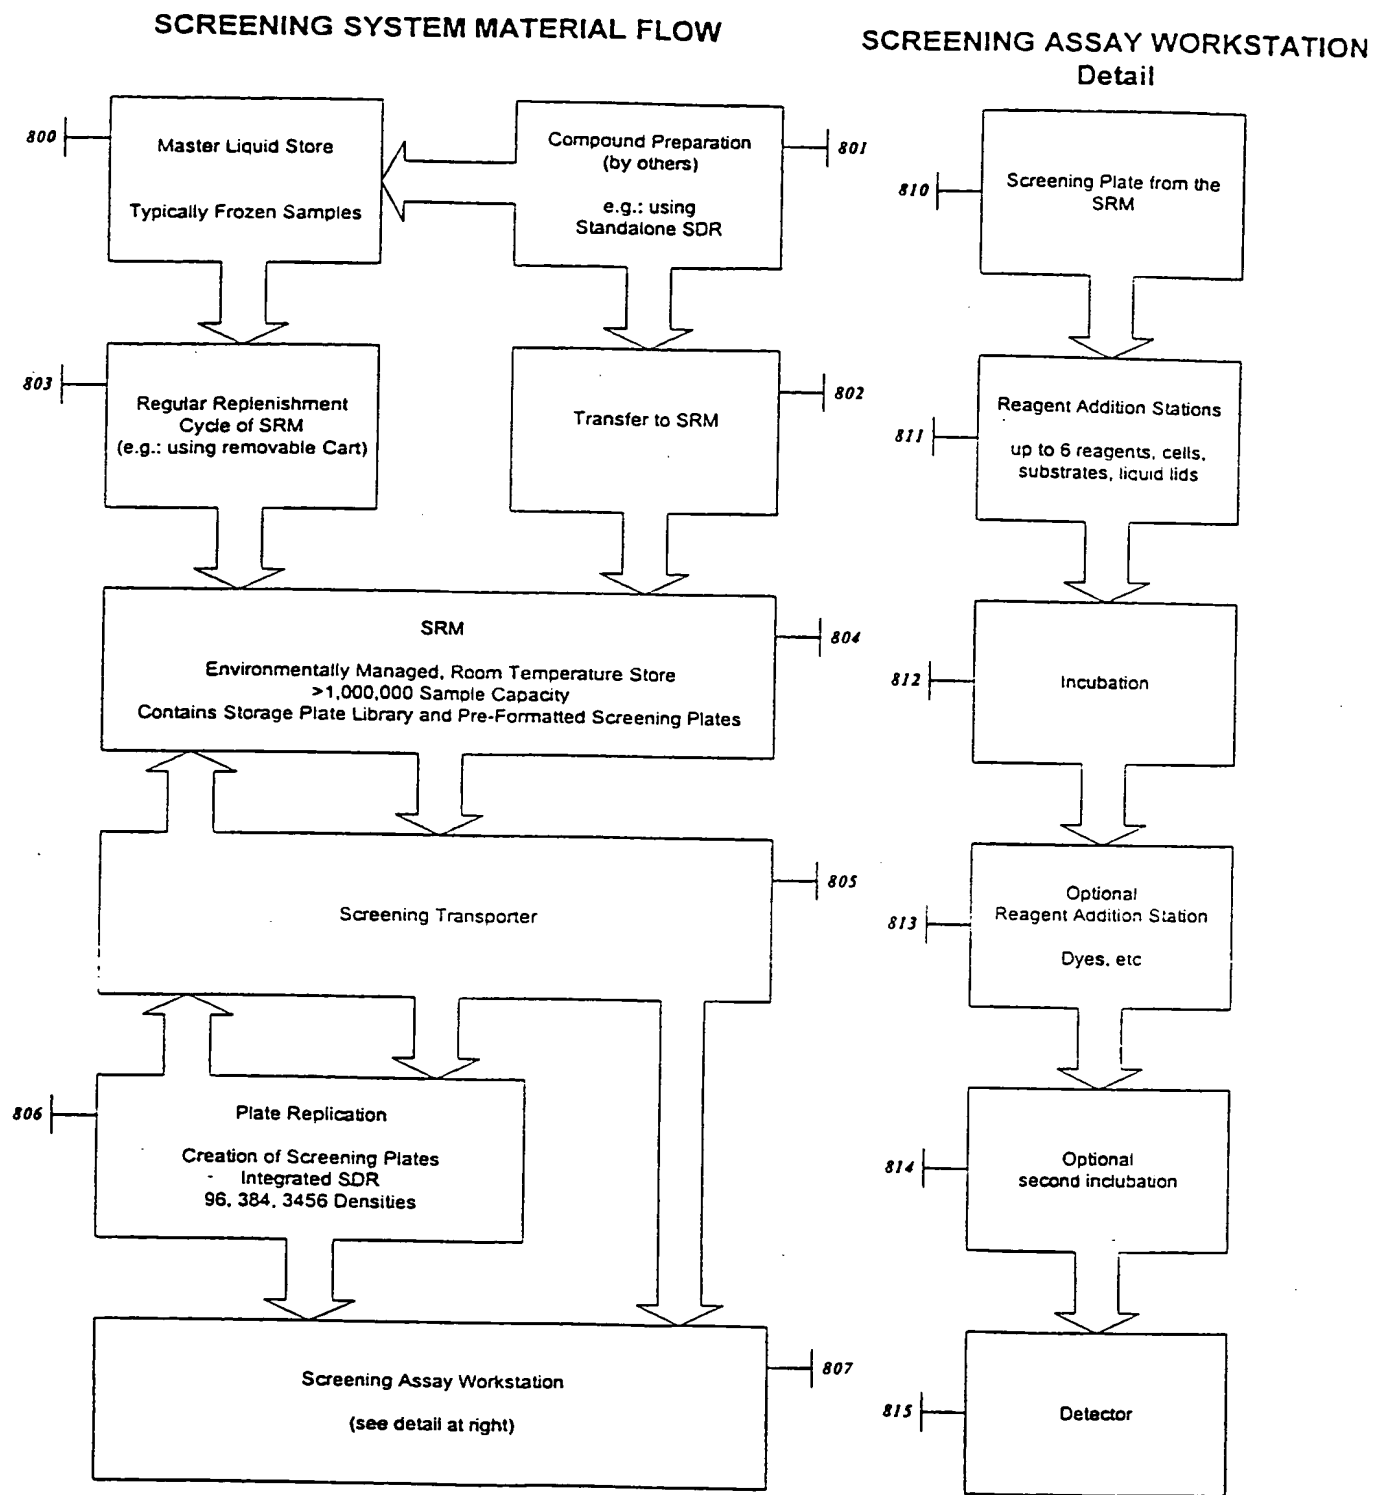 SCREENING SYSTEM MATERIAL FLOW
800
Master Liquid Store
Typically Frozen Samples
Compound Preparation
(by others)
e.g.: using
Standalone SDR
801
803
Regular Replenishment
Cycle of SRM
(e.g.: using removable Cart)
Transfer to SRM
802
SRM
Environmentally Managed, Room Temperature Store
>1,000,000 Sample Capacity
Contains Storage Plate Library and Pre-Formatted Screening Plates
804
Screening Transporter
805
806
Plate Replication
Creation of Screening Plates
- Integrated SDR
96, 384, 3456 Densities
Screening Assay Workstation
(see detail at right)
807
SCREENING ASSAY WORKSTATION
Detail
810
Screening Plate from the
SRM
811
Reagent Addition Stations
up to 6 reagents, cells,
substrates, liquid lids
812
Incubation
813
Optional
Reagent Addition Station
Dyes, etc
814
Optional
second inclubation
815
Detector